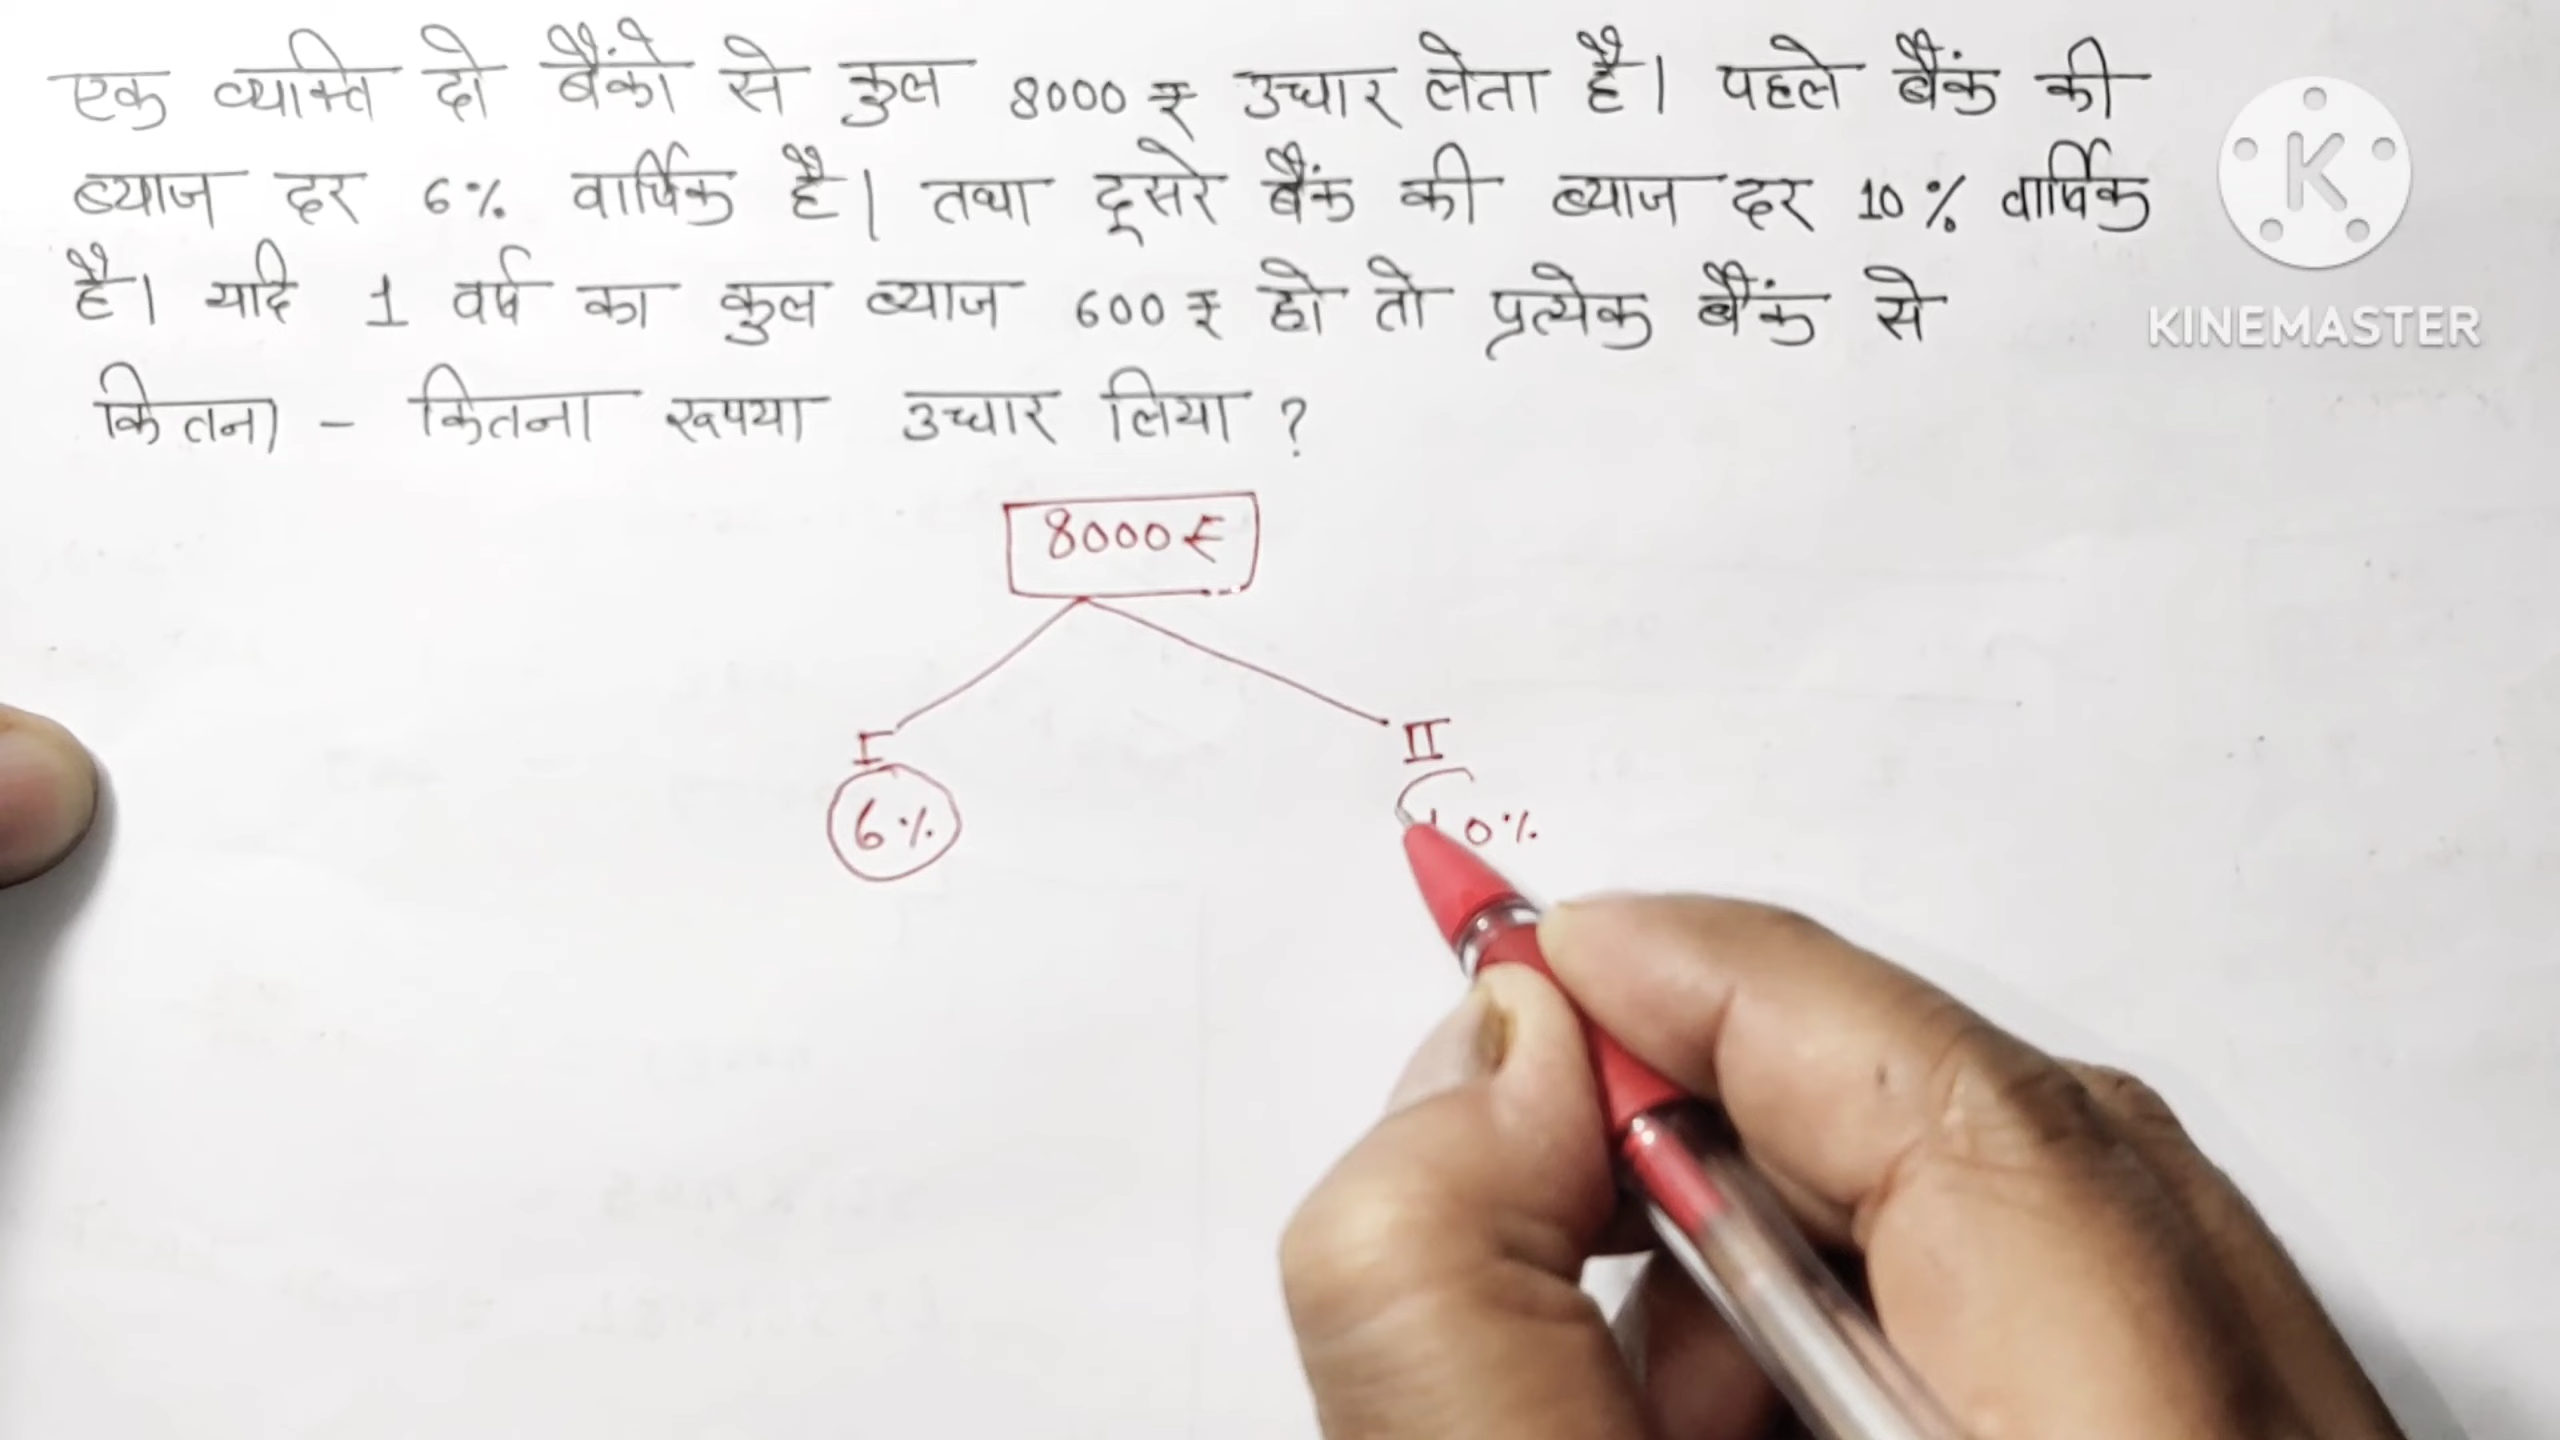 एक व्यक्ति दो बैंकों से कुल 8000 ₹ उधार लेता है। पहले बैंक की
ब्याज दर 6% वार्षिक है। तथा दूसरे बैंक की ब्याज दर 10% वार्षिक
है। यदि 1 वर्ष का कुल ब्याज 600 ₹ हो तो प्रत्येक बैंक से
कितना - कितना रूपया उधार लिया ?
8000 ₹
I II
6% 10%
K
KINEMASTER